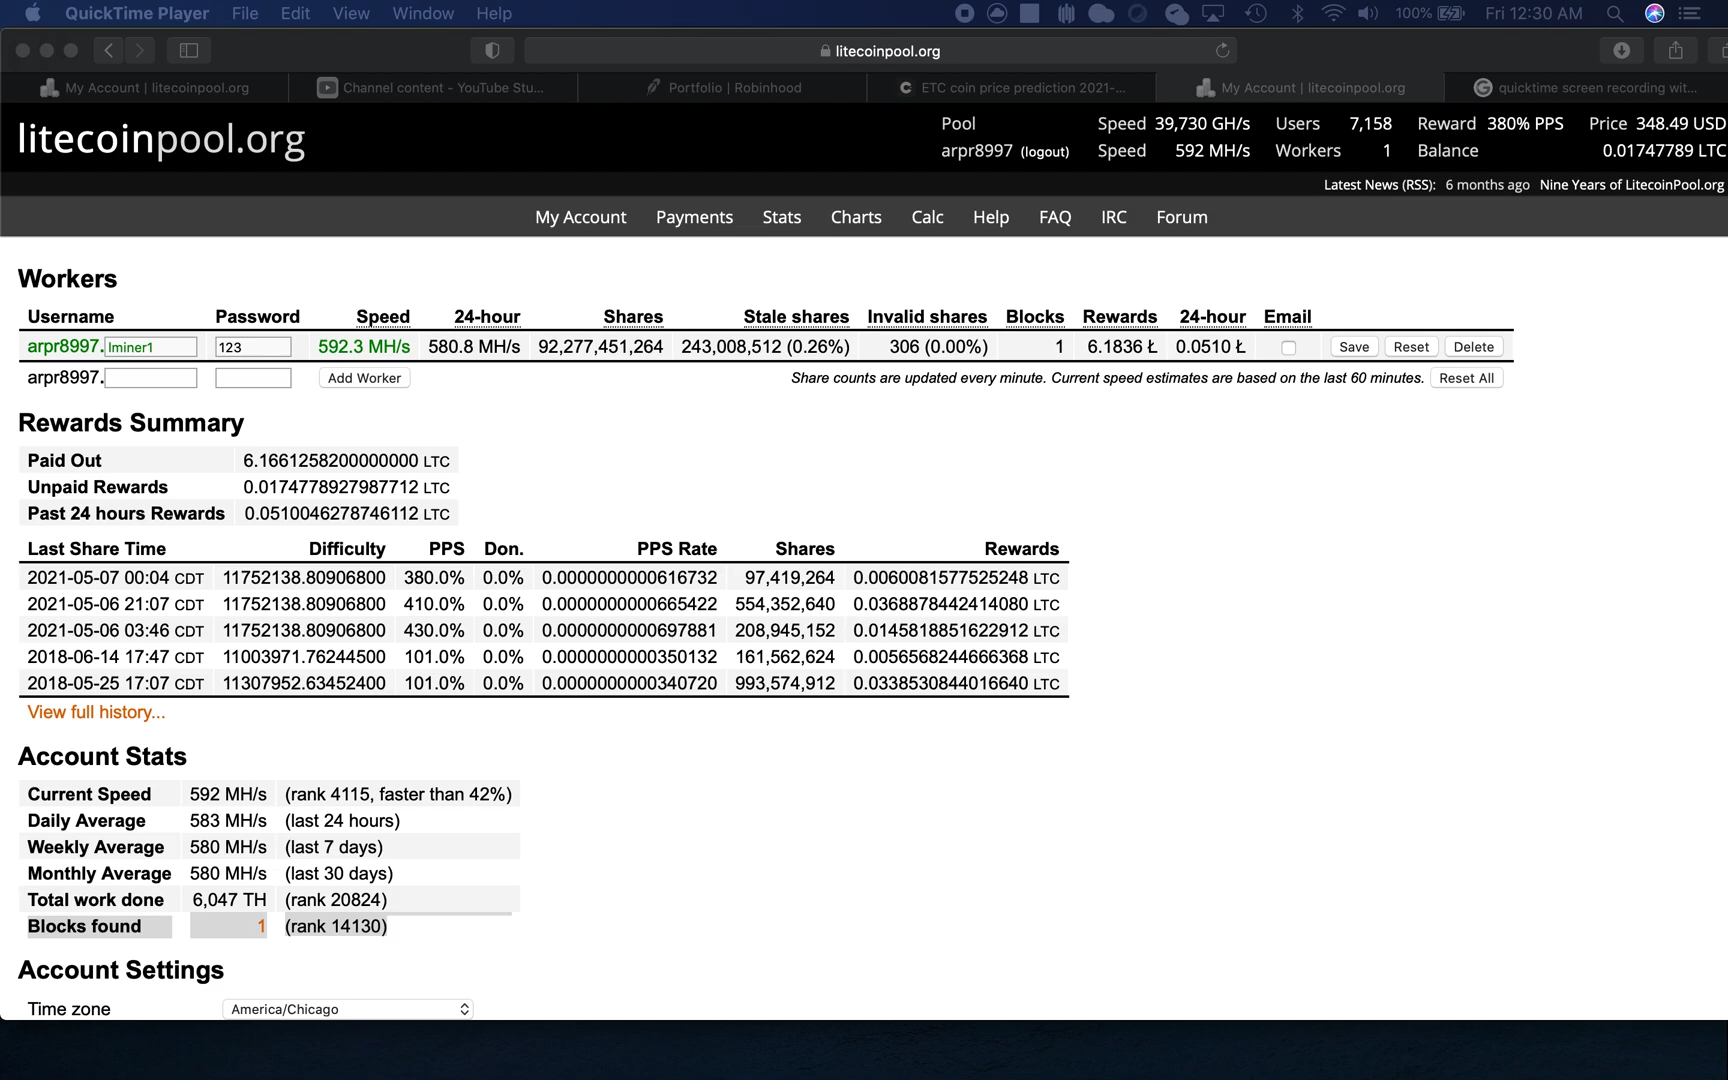 QuickTime Player File Edit View Window Help 100% Fri 12:30 AM
litecoinpool.org
My Account | litecoinpool.org Channel content - YouTube Stu... Portfolio | Robinhood ETC coin price prediction 2021-... My Account | litecoinpool.org quicktime screen recording wit...
litecoinpool.org
Pool Speed 39,730 GH/s Users 7,158 Reward 380% PPS Price 348.49 USD
arpr8997 (logout) Speed 592 MH/s Workers 1 Balance 0.01747789 LTC
Latest News (RSS): 6 months ago Nine Years of LitecoinPool.org
My Account Payments Stats Charts Calc Help FAQ IRC Forum
Workers
Username Password Speed 24-hour Shares Stale shares Invalid shares Blocks Rewards 24-hour Email
arpr8997. lminer1 123 592.3 MH/s 580.8 MH/s 92,277,451,264 243,008,512 (0.26%) 306 (0.00%) 1 6.1836 Ł 0.0510 Ł Save Reset Delete
arpr8997. Add Worker Share counts are updated every minute. Current speed estimates are based on the last 60 minutes. Reset All
Rewards Summary
Paid Out 6.1661258200000000 LTC
Unpaid Rewards 0.0174778927987712 LTC
Past 24 hours Rewards 0.0510046278746112 LTC
Last Share Time Difficulty PPS Don. PPS Rate Shares Rewards
2021-05-07 00:04 CDT 11752138.80906800 380.0% 0.0% 0.0000000000616732 97,419,264 0.0060081577525248 LTC
2021-05-06 21:07 CDT 11752138.80906800 410.0% 0.0% 0.0000000000665422 554,352,640 0.0368878442414080 LTC
2021-05-06 03:46 CDT 11752138.80906800 430.0% 0.0% 0.0000000000697881 208,945,152 0.0145818851622912 LTC
2018-06-14 17:47 CDT 11003971.76244500 101.0% 0.0% 0.0000000000350132 161,562,624 0.0056568244666368 LTC
2018-05-25 17:07 CDT 11307952.63452400 101.0% 0.0% 0.0000000000340720 993,574,912 0.0338530844016640 LTC
View full history...
Account Stats
Current Speed 592 MH/s (rank 4115, faster than 42%)
Daily Average 583 MH/s (last 24 hours)
Weekly Average 580 MH/s (last 7 days)
Monthly Average 580 MH/s (last 30 days)
Total work done 6,047 TH (rank 20824)
Blocks found 1 (rank 14130)
Account Settings
Time zone America/Chicago